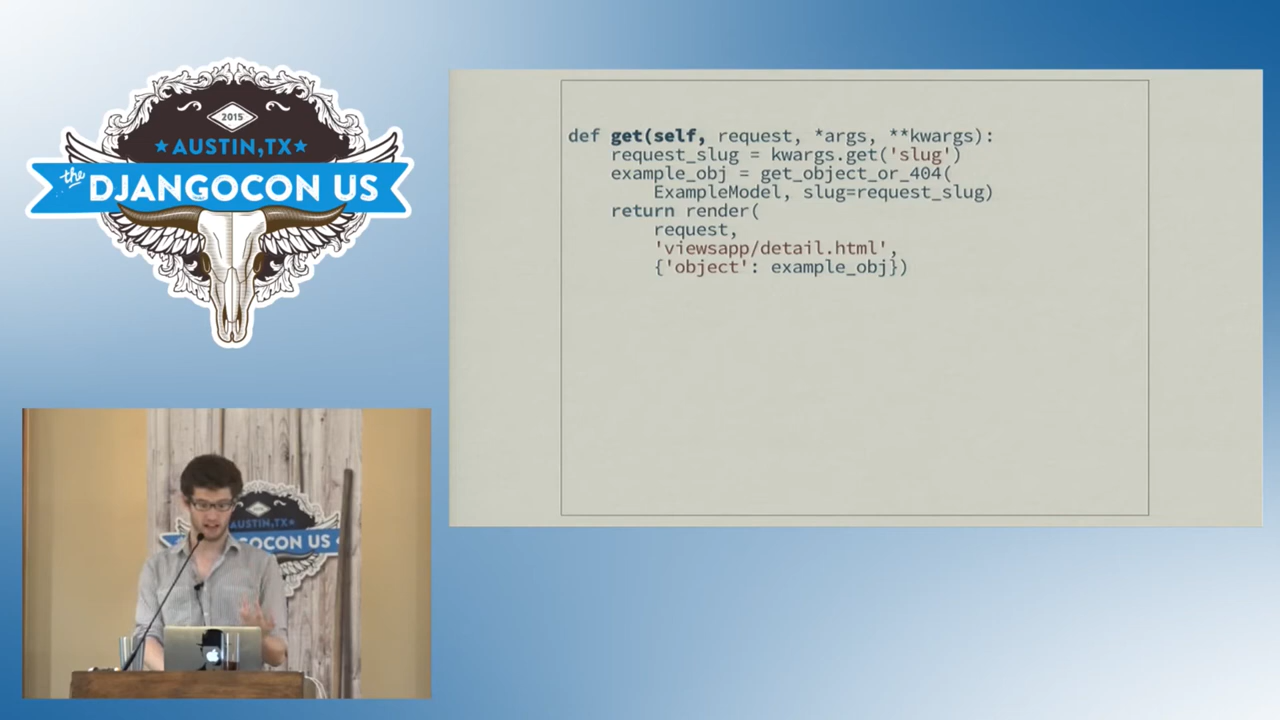 2015
AUSTIN,TX
the
DJANGOCON US
def get(self, request, *args, **kwargs):
request_slug = kwargs.get('slug')
example_obj = get_object_or_404(
ExampleModel, slug=request_slug)
return render(
request,
'viewsapp/detail.html',
{'object': example_obj})
AUSTIN,TX
GOCON US